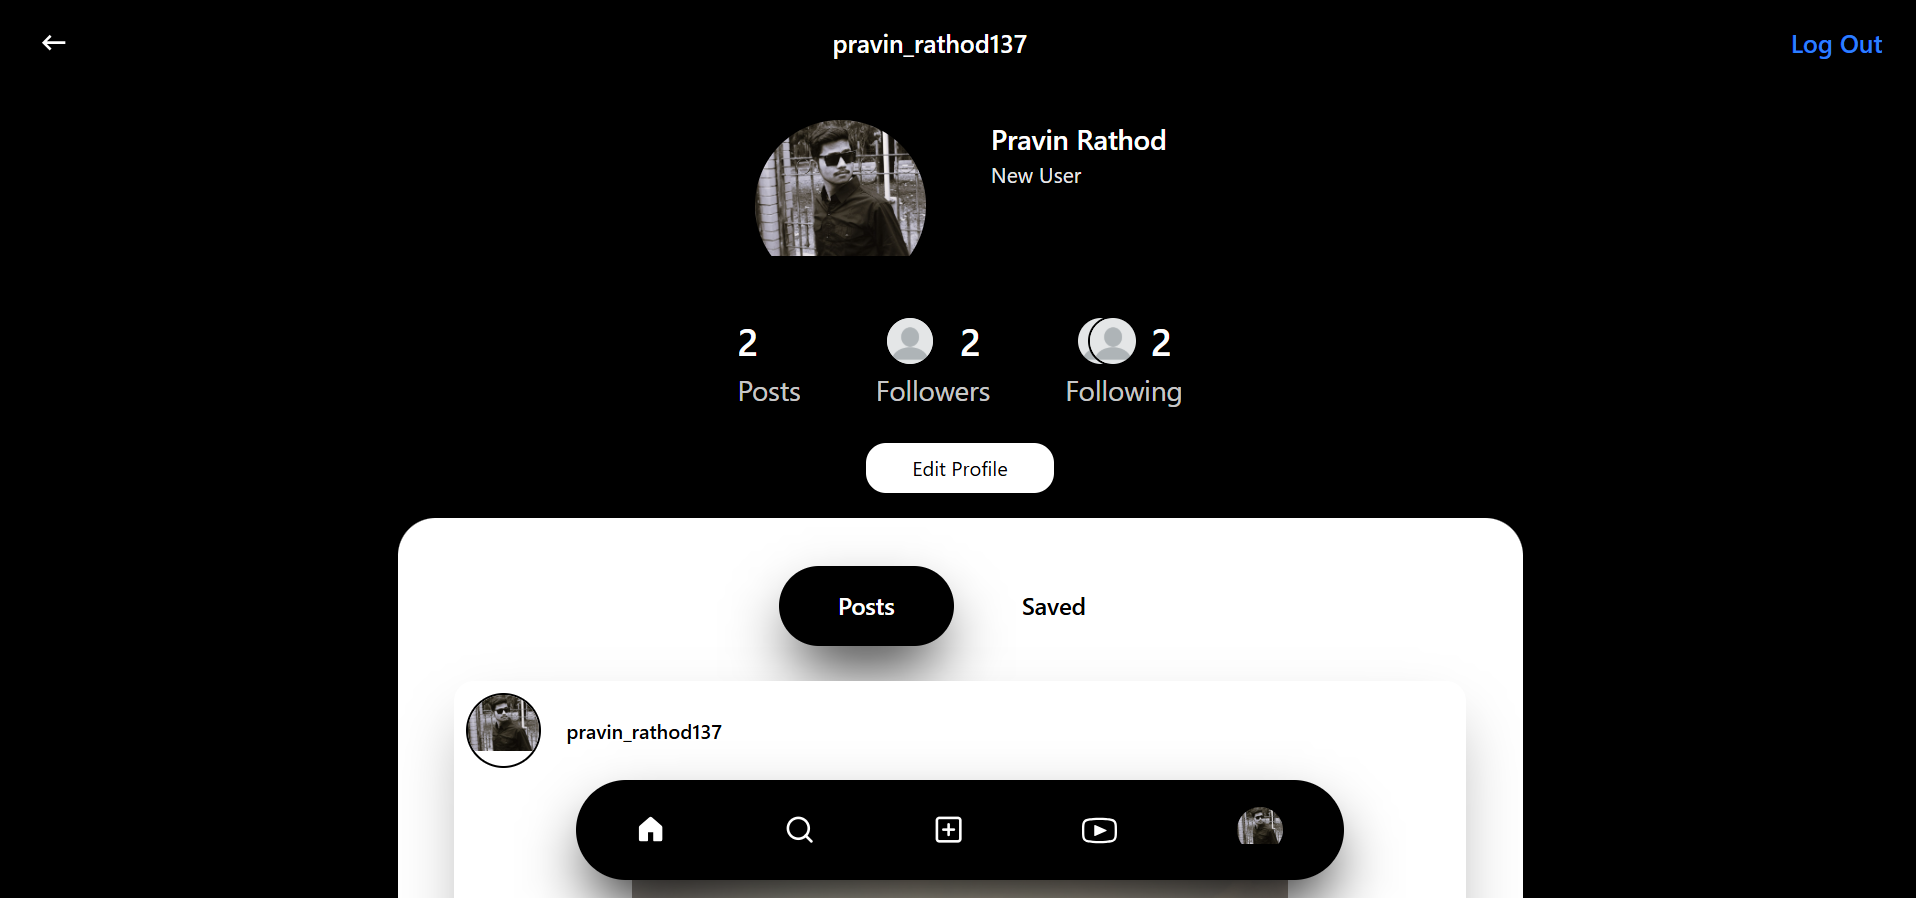 pravin_rathod137
Log Out
Pravin Rathod
New User
2
Posts
2
Followers
2
Following
Edit Profile
Posts
Saved
pravin_rathod137